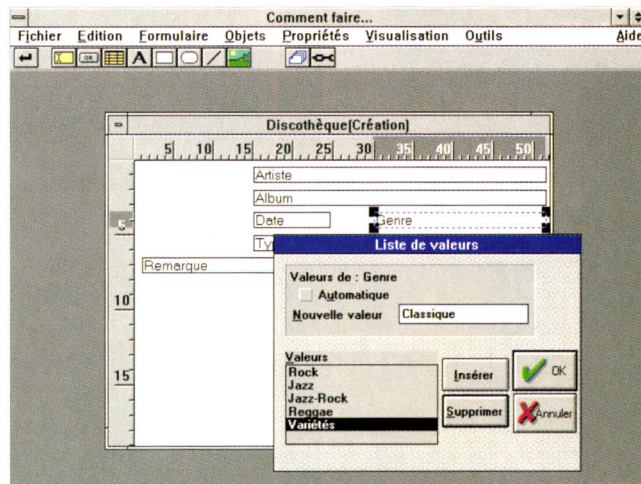 Comment faire...
Fichier Edition Formulaire Objets Propriétés Visualisation Outils Aide
OK A
Discothèque(Création)
5 10 15 20 25 30 35 40 45 50
Artiste
Album
5 Date Genre
Ty
Liste de valeurs
Remarque
Valeurs de : Genre
Automatique
10
Nouvelle valeur Classique
Valeurs
Rock
Insérer OK
Jazz
15
Jazz-Rock
Reggae
Supprimer Annuler
Variétés